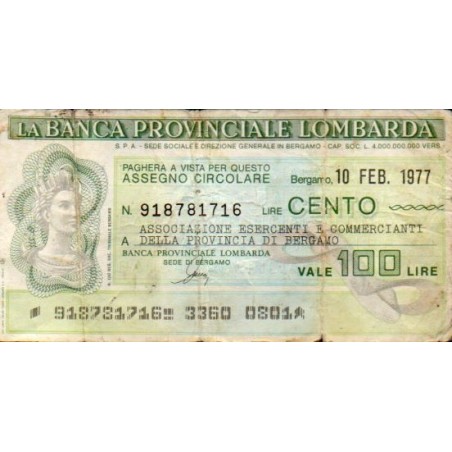 LA BANCA PROVINCIALE LOMBARDA
S.P.A - SEDE SOCIALE E DIREZIONE GENERALE IN BERGAMO - CAP. SOC. L. 4.000.000.000 VERS
PAGHERA A VISTA PER QUESTO
ASSEGNO CIRCOLARE
Bergamo, 10 FEB. 1977
N. 918781716 LIRE CENTO
ASSOCIAZIONE ESERCENTI E COMMERCIANTI
A DELLA PROVINCIA DI BERGAMO
BANCA PROVINCIALE LOMBARDA
SEDE DI BERGAMO
VALE 100 LIRE
918781716 3360 0801